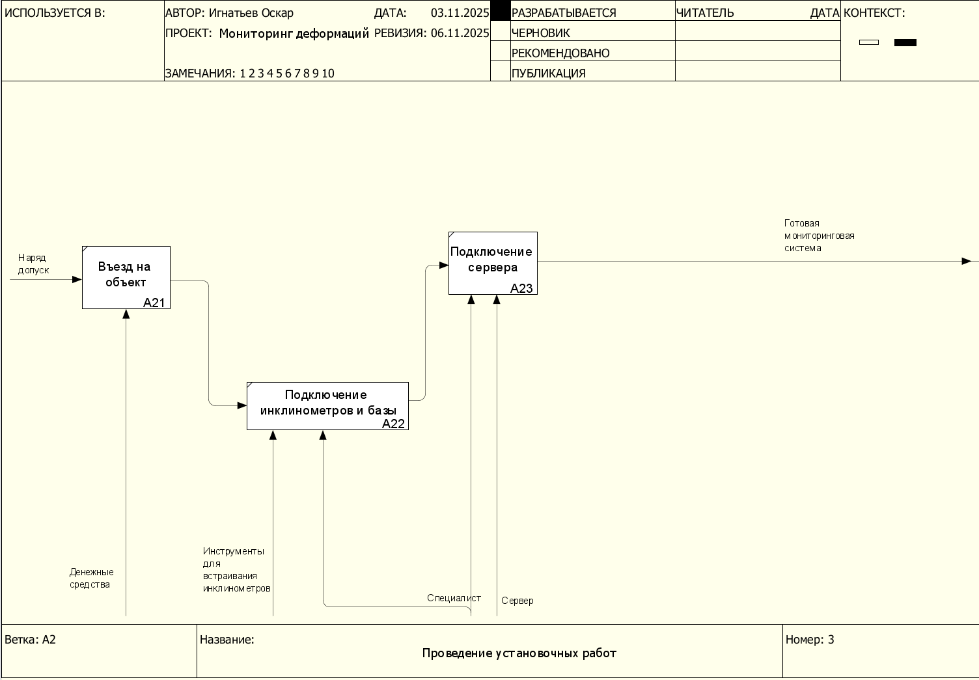 ИСПОЛЬЗУЕТСЯ В:
АВТОР: Игнатьев Оскар
ДАТА: 03.11.2025
ПРОЕКТ: Мониторинг деформаций
РЕВИЗИЯ: 06.11.2025
ЗАМЕЧАНИЯ: 1 2 3 4 5 6 7 8 9 10
РАЗРАБАТЫВАЕТСЯ
ЧЕРНОВИК
РЕКОМЕНДОВАНО
ПУБЛИКАЦИЯ
ЧИТАТЕЛЬ
ДАТА
КОНТЕКСТ:
Готовая
мониторинговая
система
Наряд
допуск
Въезд на
объект
A21
Подключение
сервера
A23
Подключение
инклинометров и базы
A22
Денежные
средства
Инструменты
для
встраивания
инклинометров
Специалист
Сервер
Ветка: A2
Название:
Проведение установочных работ
Номер: 3